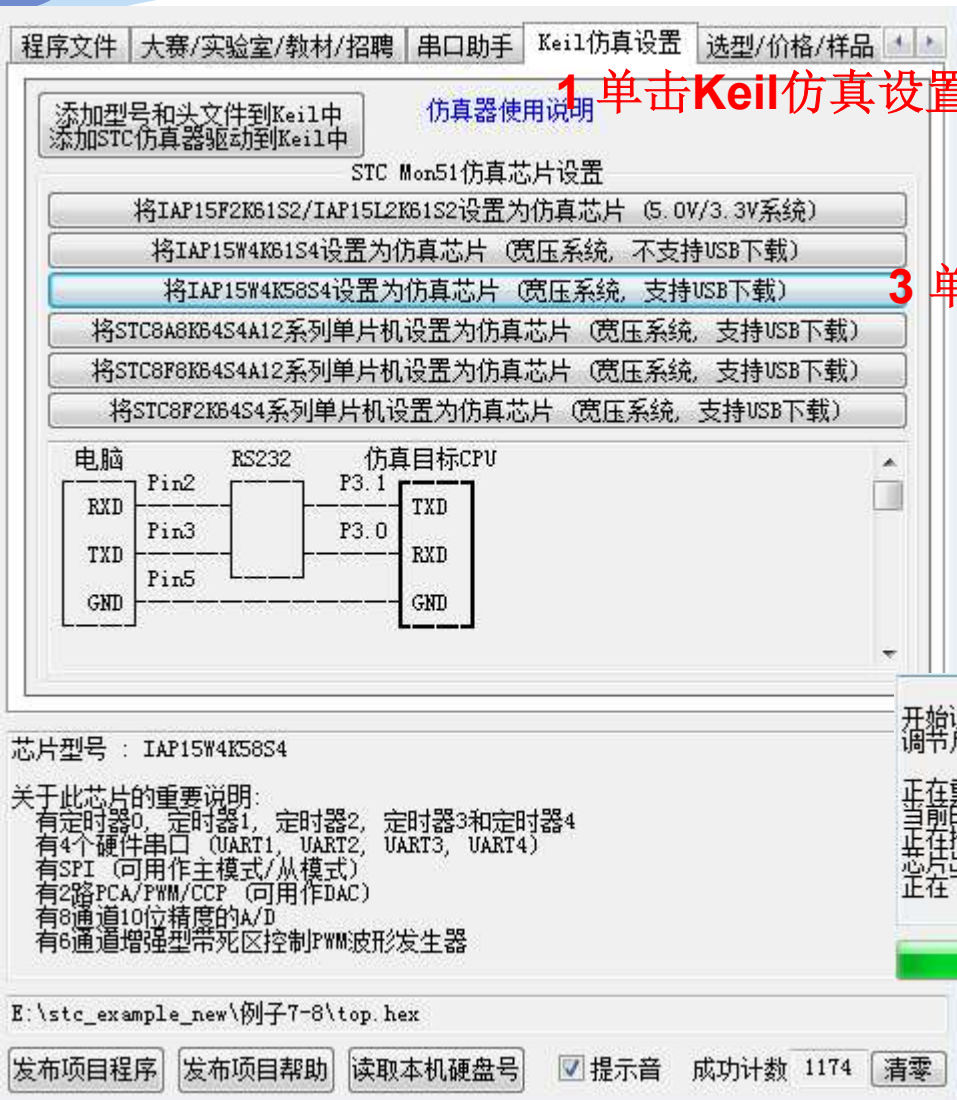 程序文件 大赛/实验室/教材/招聘 串口助手 Keil仿真设置 选型/价格/样品
1 单击Keil仿真设置
添加型号和头文件到Keil中
添加STC仿真器驱动到Keil中
仿真器使用说明
STC Mon51仿真芯片设置
将IAP15F2K61S2/IAP15L2K61S2设置为仿真芯片 (5.0V/3.3V系统)
将IAP15W4K61S4设置为仿真芯片 (宽压系统, 不支持USB下载)
将IAP15W4K58S4设置为仿真芯片 (宽压系统, 支持USB下载)
3 单
将STC8A8K64S4A12系列单片机设置为仿真芯片 (宽压系统, 支持USB下载)
将STC8F8K64S4A12系列单片机设置为仿真芯片 (宽压系统, 支持USB下载)
将STC8F2K64S4系列单片机设置为仿真芯片 (宽压系统, 支持USB下载)
电脑 RS232 仿真目标CPU
Pin2 P3.1
RXD TXD
Pin3 P3.0
TXD RXD
Pin5
GND GND
芯片型号 : IAP15W4K58S4
关于此芯片的重要说明:
有定时器0, 定时器1, 定时器2, 定时器3和定时器4
有4个硬件串口 (UART1, UART2, UART3, UART4)
有SPI (可用作主模式/从模式)
有2路PCA/PWM/CCP (可用作DAC)
有8通道10位精度的A/D
有6通道增强型带死区控制PWM波形发生器
开始
调节
正在
当前
正在
芯片
正在
E:\stc_example_new\例子7-8\top.hex
发布项目程序 发布项目帮助 读取本机硬盘号 提示音 成功计数 1174 清零